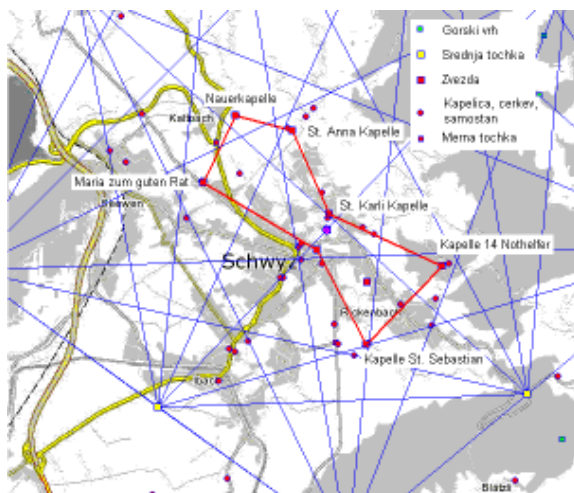 Gorski vrh
Srednja tochka
Zvezda
Kapelica, cerkev,
samostan
Merna tochka
Nauerkapelle
Kaltbach
St. Anna Kapelle
Maria zum guten Rat
Seewen
St. Karli Kapelle
Kapelle 14 Nothelfer
Schwyz
Rickenbach
Kapelle St. Sebastian
Ibach